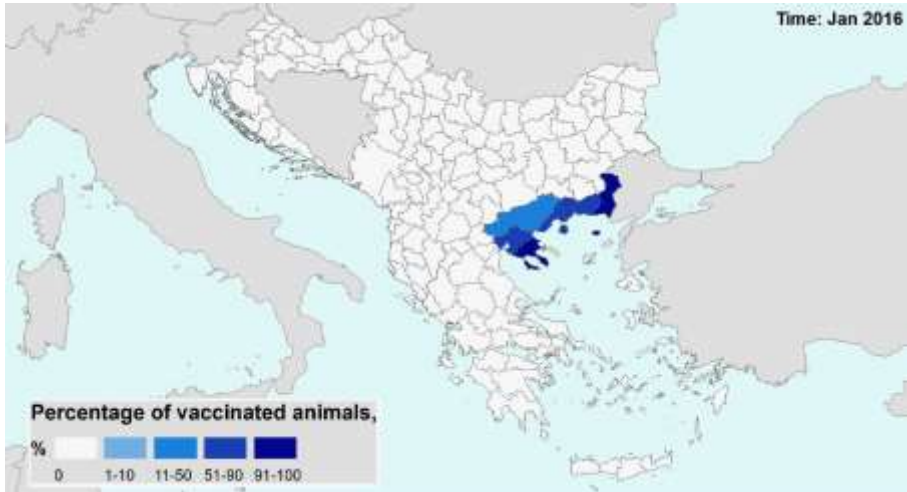 Time: Jan 2016
Percentage of vaccinated animals,
%
0 1-10 11-50 51-90 91-100